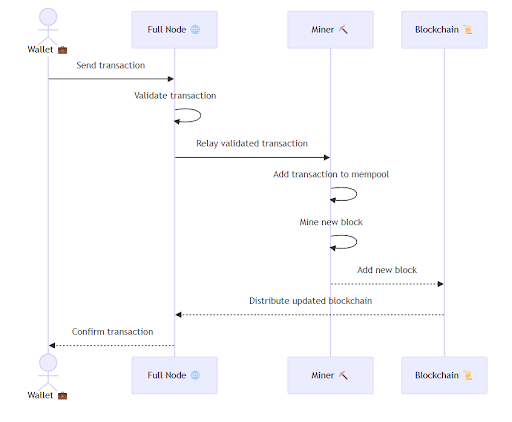 Full Node 🌐
Miner ⛏️
Blockchain 📜
Wallet 💼
Send transaction
Validate transaction
Relay validated transaction
Add transaction to mempool
Mine new block
Add new block
Distribute updated blockchain
Confirm transaction
Full Node 🌐
Miner ⛏️
Blockchain 📜
Wallet 💼